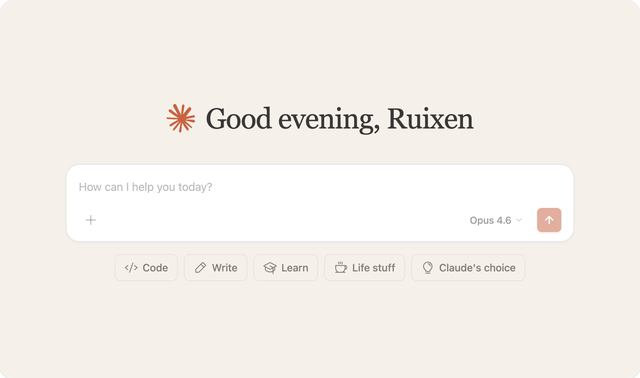 Good evening, Ruixen
How can I help you today?
Opus 4.6
Code
Write
Learn
Life stuff
Claude's choice